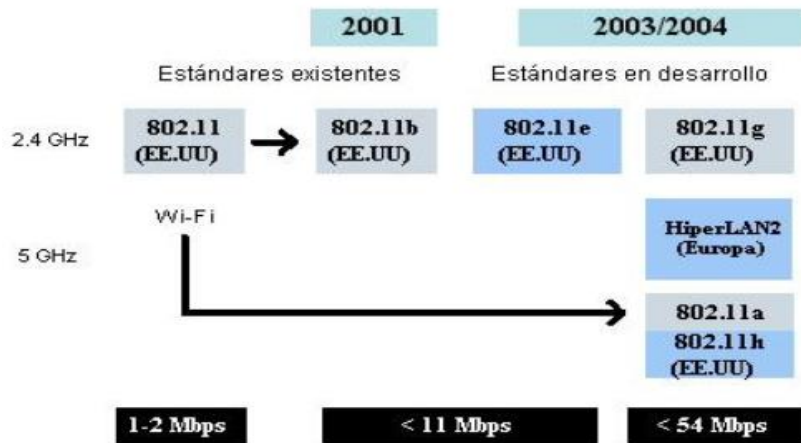 2001
2003/2004
Estándares existentes
Estándares en desarrollo
2.4 GHz
802.11
(EE.UU)
802.11b
(EE.UU)
802.11e
(EE.UU)
802.11g
(EE.UU)
Wi-Fi
5 GHz
HiperLAN2
(Europa)
802.11a
802.11h
(EE.UU)
1-2 Mbps
< 11 Mbps
< 54 Mbps